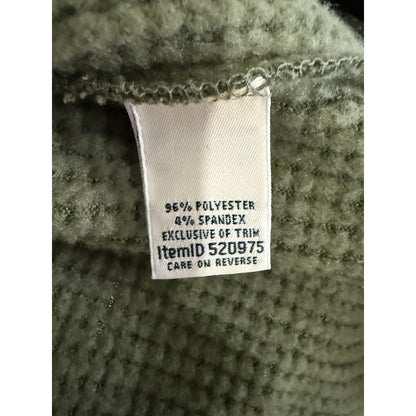 96% POLYESTER
4% SPANDEX
EXCLUSIVE OF TRIM
ItemID 520975
CARE ON REVERSE